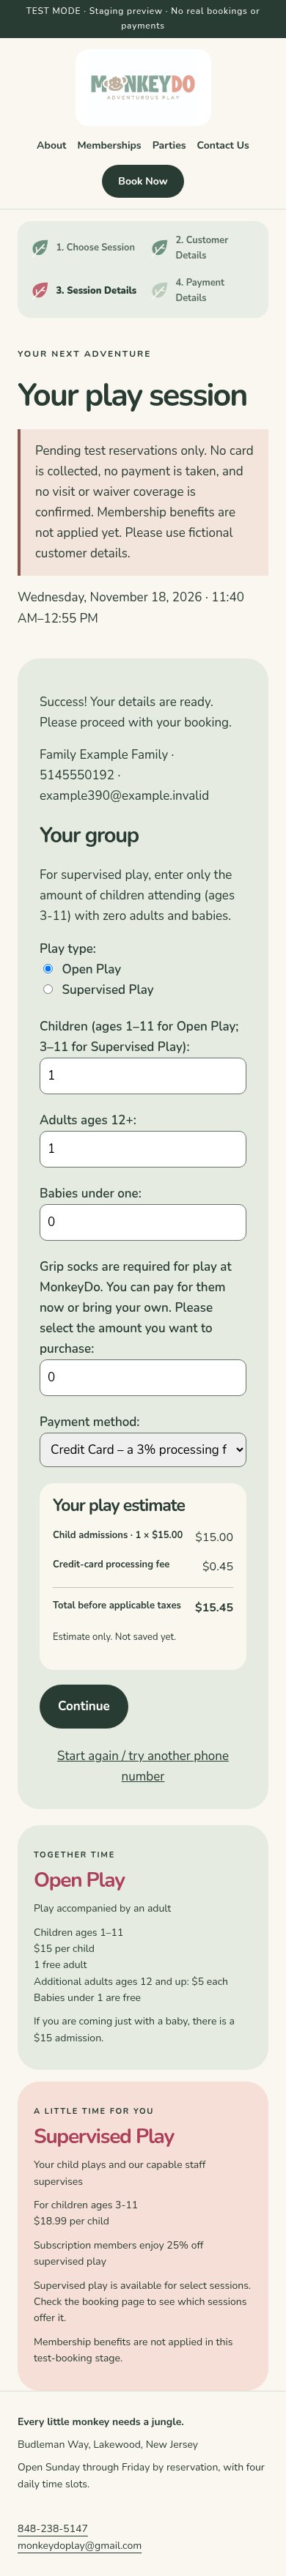 TEST MODE · Staging preview · No real bookings or
payments
MONKEYDO
ADVENTUROUS PLAY
About Memberships Parties Contact Us
Book Now
1. Choose Session
2. Customer
Details
3. Session Details
4. Payment
Details
YOUR NEXT ADVENTURE
Your play session
Pending test reservations only. No card
is collected, no payment is taken, and
no visit or waiver coverage is
confirmed. Membership benefits are
not applied yet. Please use fictional
customer details.
Wednesday, November 18, 2026 · 11:40
AM–12:55 PM
Success! Your details are ready.
Please proceed with your booking.
Family Example Family ·
5145550192 ·
example390@example.invalid
Your group
For supervised play, enter only the
amount of children attending (ages
3-11) with zero adults and babies.
Play type:
Open Play
Supervised Play
Children (ages 1–11 for Open Play;
3–11 for Supervised Play):
1
Adults ages 12+:
1
Babies under one:
0
Grip socks are required for play at
MonkeyDo. You can pay for them
now or bring your own. Please
select the amount you want to
purchase:
0
Payment method:
Credit Card – a 3% processing f
Your play estimate
Child admissions · 1 × $15.00 $15.00
Credit-card processing fee $0.45
Total before applicable taxes $15.45
Estimate only. Not saved yet.
Continue
Start again / try another phone
number
TOGETHER TIME
Open Play
Play accompanied by an adult
Children ages 1–11
$15 per child
1 free adult
Additional adults ages 12 and up: $5 each
Babies under 1 are free
If you are coming just with a baby, there is a
$15 admission.
A LITTLE TIME FOR YOU
Supervised Play
Your child plays and our capable staff
supervises
For children ages 3-11
$18.99 per child
Subscription members enjoy 25% off
supervised play
Supervised play is available for select sessions.
Check the booking page to see which sessions
offer it.
Membership benefits are not applied in this
test-booking stage.
Every little monkey needs a jungle.
Budleman Way, Lakewood, New Jersey
Open Sunday through Friday by reservation, with four
daily time slots.
848-238-5147
monkeydoplay@gmail.com